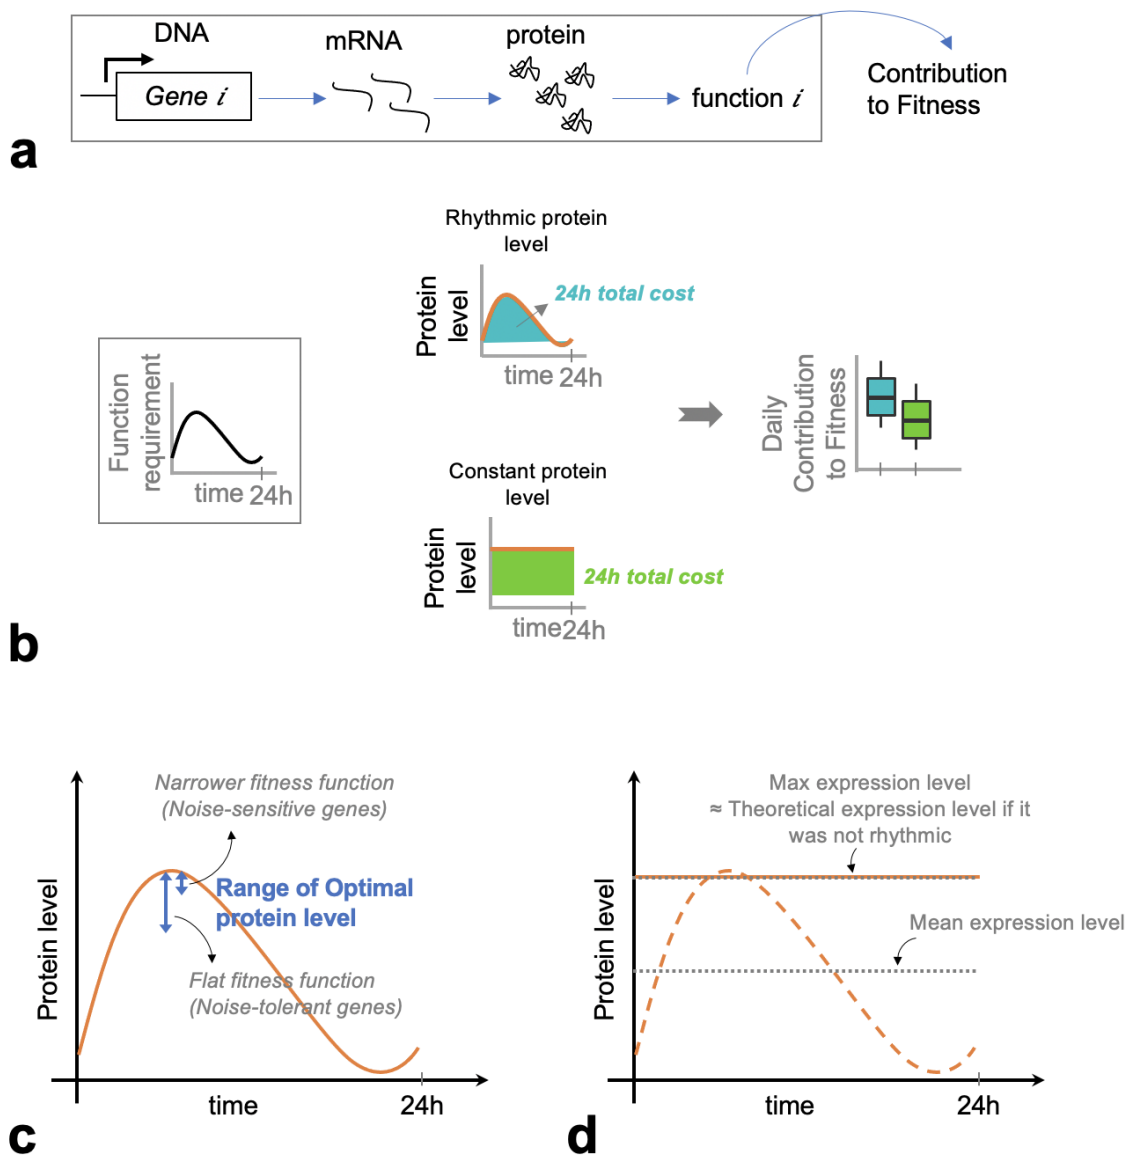 DNA
mRNA
protein
Gene i
function i
Contribution
to Fitness
a
Rhythmic protein
level
Protein
level
24h total cost
time 24h
Function
requirement
time 24h
Daily
Contribution
to Fitness
Constant protein
level
Protein
level
24h total cost
time 24h
b
Narrower fitness function
(Noise-sensitive genes)
Range of Optimal
protein level
Flat fitness function
(Noise-tolerant genes)
Protein level
time
24h
c
Max expression level
≈ Theoretical expression level if it
was not rhythmic
Mean expression level
Protein level
time
24h
d